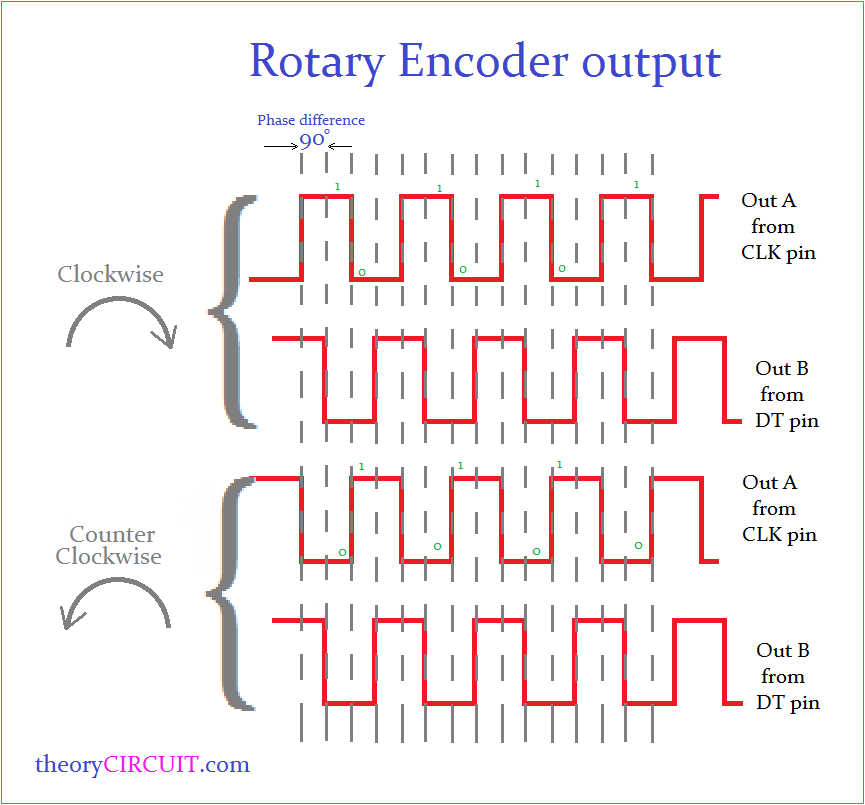 Rotary Encoder output
Phase difference
90°
1 1 1 1
Out A
from
CLK pin
0 0 0
Clockwise
Out B
from
DT pin
1 1 1
Out A
from
CLK pin
Counter
Clockwise
0 0 0 0
Out B
from
DT pin
theoryCIRCUIT.com